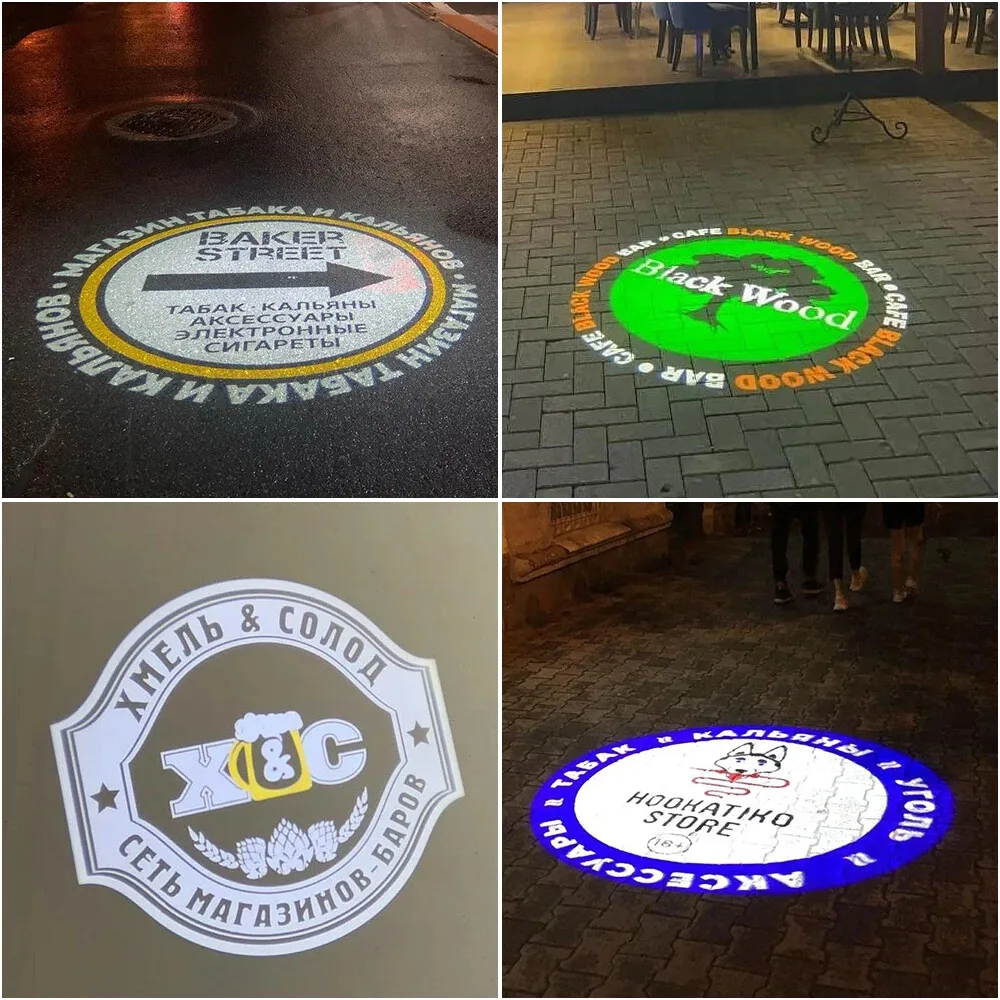 МАГАЗИН ТАБАКА И КАЛЬЯНОВ • МАГАЗИН ТАБАКА И КАЛЬЯНОВ •
BAKER
STREET
ТАБАК • КАЛЬЯНЫ
АКСЕССУАРЫ
ЭЛЕКТРОННЫЕ
СИГАРЕТЫ
CAFE BLACK WOOD BAR • CAFE BLACK WOOD BAR • CAFE BLACK WOOD BAR •
Black Wood
ХМЕЛЬ & СОЛОД
Х&С
СЕТЬ МАГАЗИНОВ-БАРОВ
ТАБАК // КАЛЬЯНЫ // УГОЛЬ // АКСЕССУАРЫ //
HOOKATIKO
STORE
18+